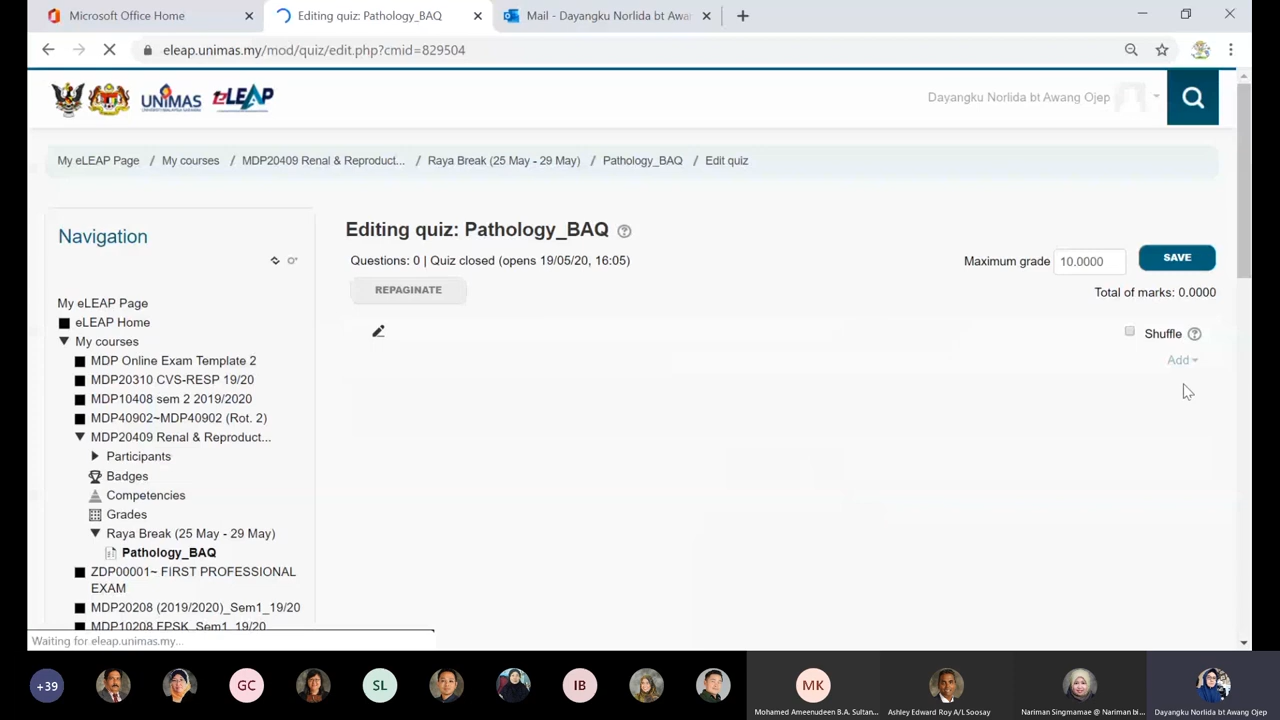 Microsoft Office Home
Editing quiz: Pathology_BAQ
Mail - Dayangku Norlida bt Awa
eleap.unimas.my/mod/quiz/edit.php?cmid=829504
UNIMAS
eLEAP
Dayangku Norlida bt Awang Ojep
My eLEAP Page / My courses / MDP20409 Renal & Reproduct... / Raya Break (25 May - 29 May) / Pathology_BAQ / Edit quiz
Navigation
My eLEAP Page
eLEAP Home
My courses
MDP Online Exam Template 2
MDP20310 CVS-RESP 19/20
MDP10408 sem 2 2019/2020
MDP40902~MDP40902 (Rot. 2)
MDP20409 Renal & Reproduct...
Participants
Badges
Competencies
Grades
Raya Break (25 May - 29 May)
Pathology_BAQ
ZDP00001~ FIRST PROFESSIONAL
EXAM
MDP20208 (2019/2020)_Sem1_19/20
MDP10208 FPSK_Sem1_19/20
Editing quiz: Pathology_BAQ
Questions: 0 | Quiz closed (opens 19/05/20, 16:05)
Maximum grade 10.0000 SAVE
REPAGINATE
Total of marks: 0.0000
Shuffle
Add
Waiting for eleap.unimas.my...
+39
GC
SL
IB
MK
Mohamed Ameenudeen B.A. Sultan...
Ashley Edward Roy A/L Soosay
Nariman Singmamae @ Nariman bi...
Dayangku Norlida bt Awang Ojep